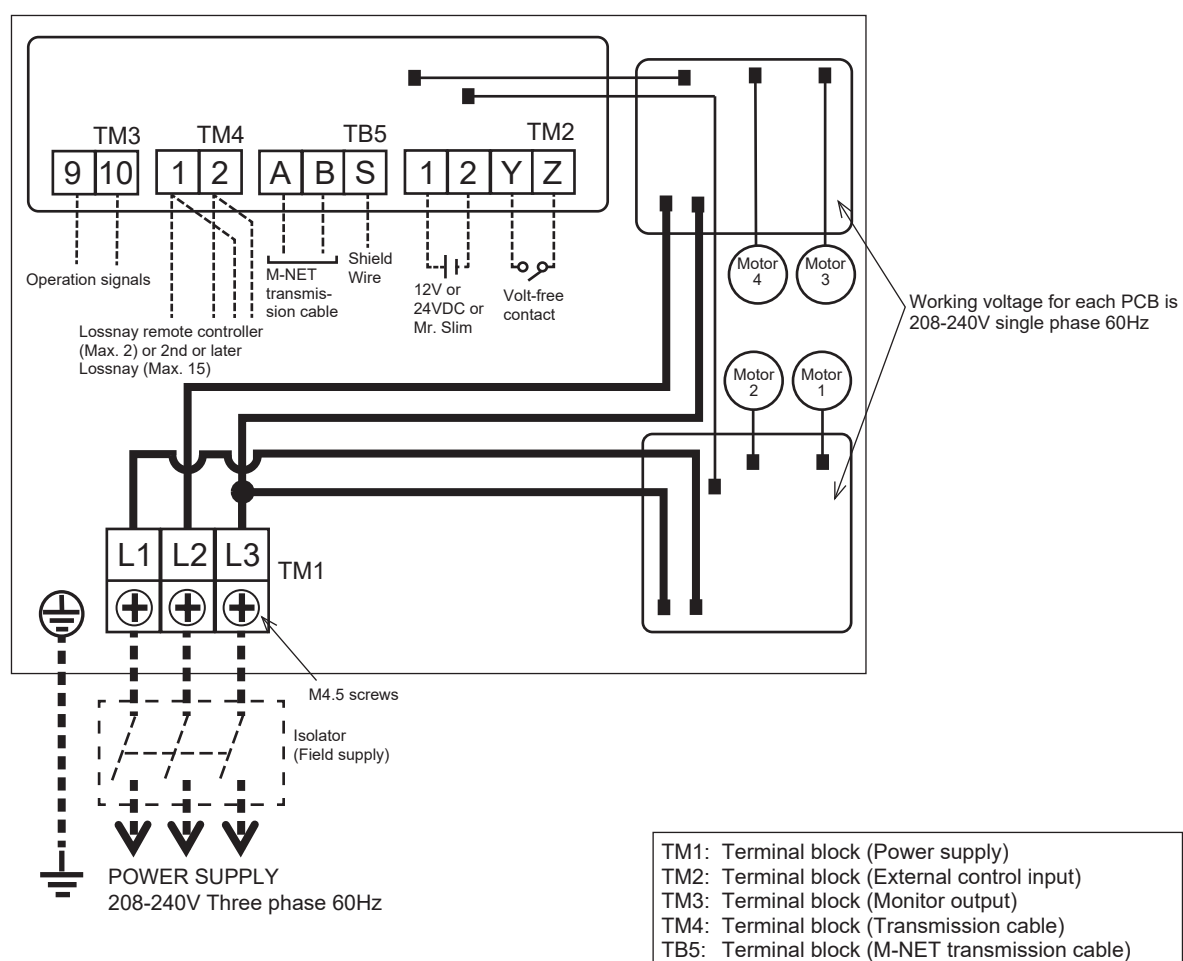 TM3
TM4
TB5
TM2
9 10
1 2
A B S
1 2 Y Z
Operation signals
Lossnay remote controller
(Max. 2) or 2nd or later
Lossnay (Max. 15)
M-NET
transmis-
sion cable
Shield
Wire
12V or
24VDC or
Mr. Slim
Volt-free
contact
Motor
4
Motor
3
Motor
2
Motor
1
Working voltage for each PCB is
208-240V single phase 60Hz
L1 L2 L3
TM1
M4.5 screws
Isolator
(Field supply)
POWER SUPPLY
208-240V Three phase 60Hz
TM1: Terminal block (Power supply)
TM2: Terminal block (External control input)
TM3: Terminal block (Monitor output)
TM4: Terminal block (Transmission cable)
TB5: Terminal block (M-NET transmission cable)